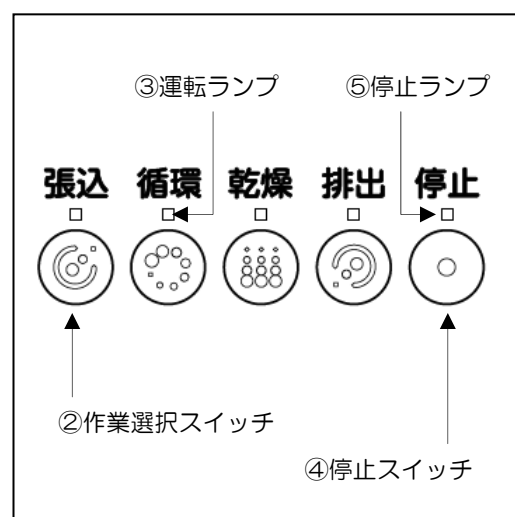 ③運転ランプ ⑤停止ランプ
張込 循環 乾燥 排出 停止
②作業選択スイッチ
④停止スイッチ